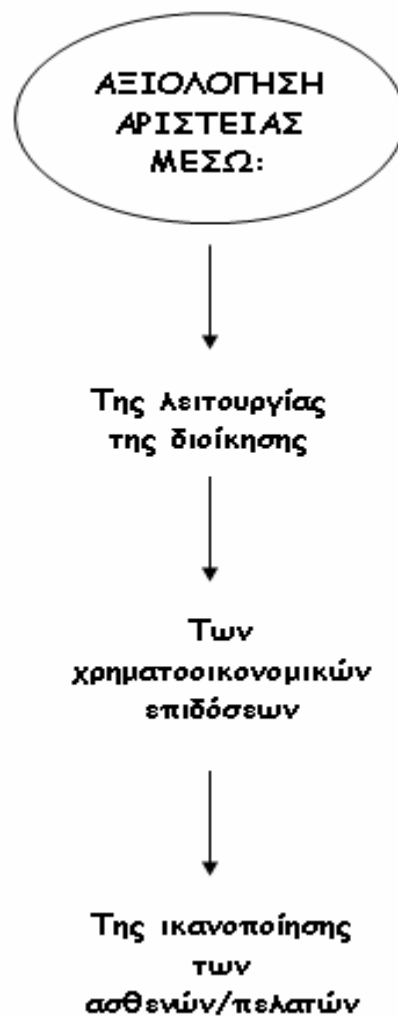 ΑΞΙΟΛΟΓΗΣΗ
ΑΡΙΣΤΕΙΑΣ
ΜΕΣΩ:
Της λειτουργίας
της διοίκησης
Των
χρηματοοικονομικών
επιδόσεων
Της ικανοποίησης
των
ασθενών/πελατών